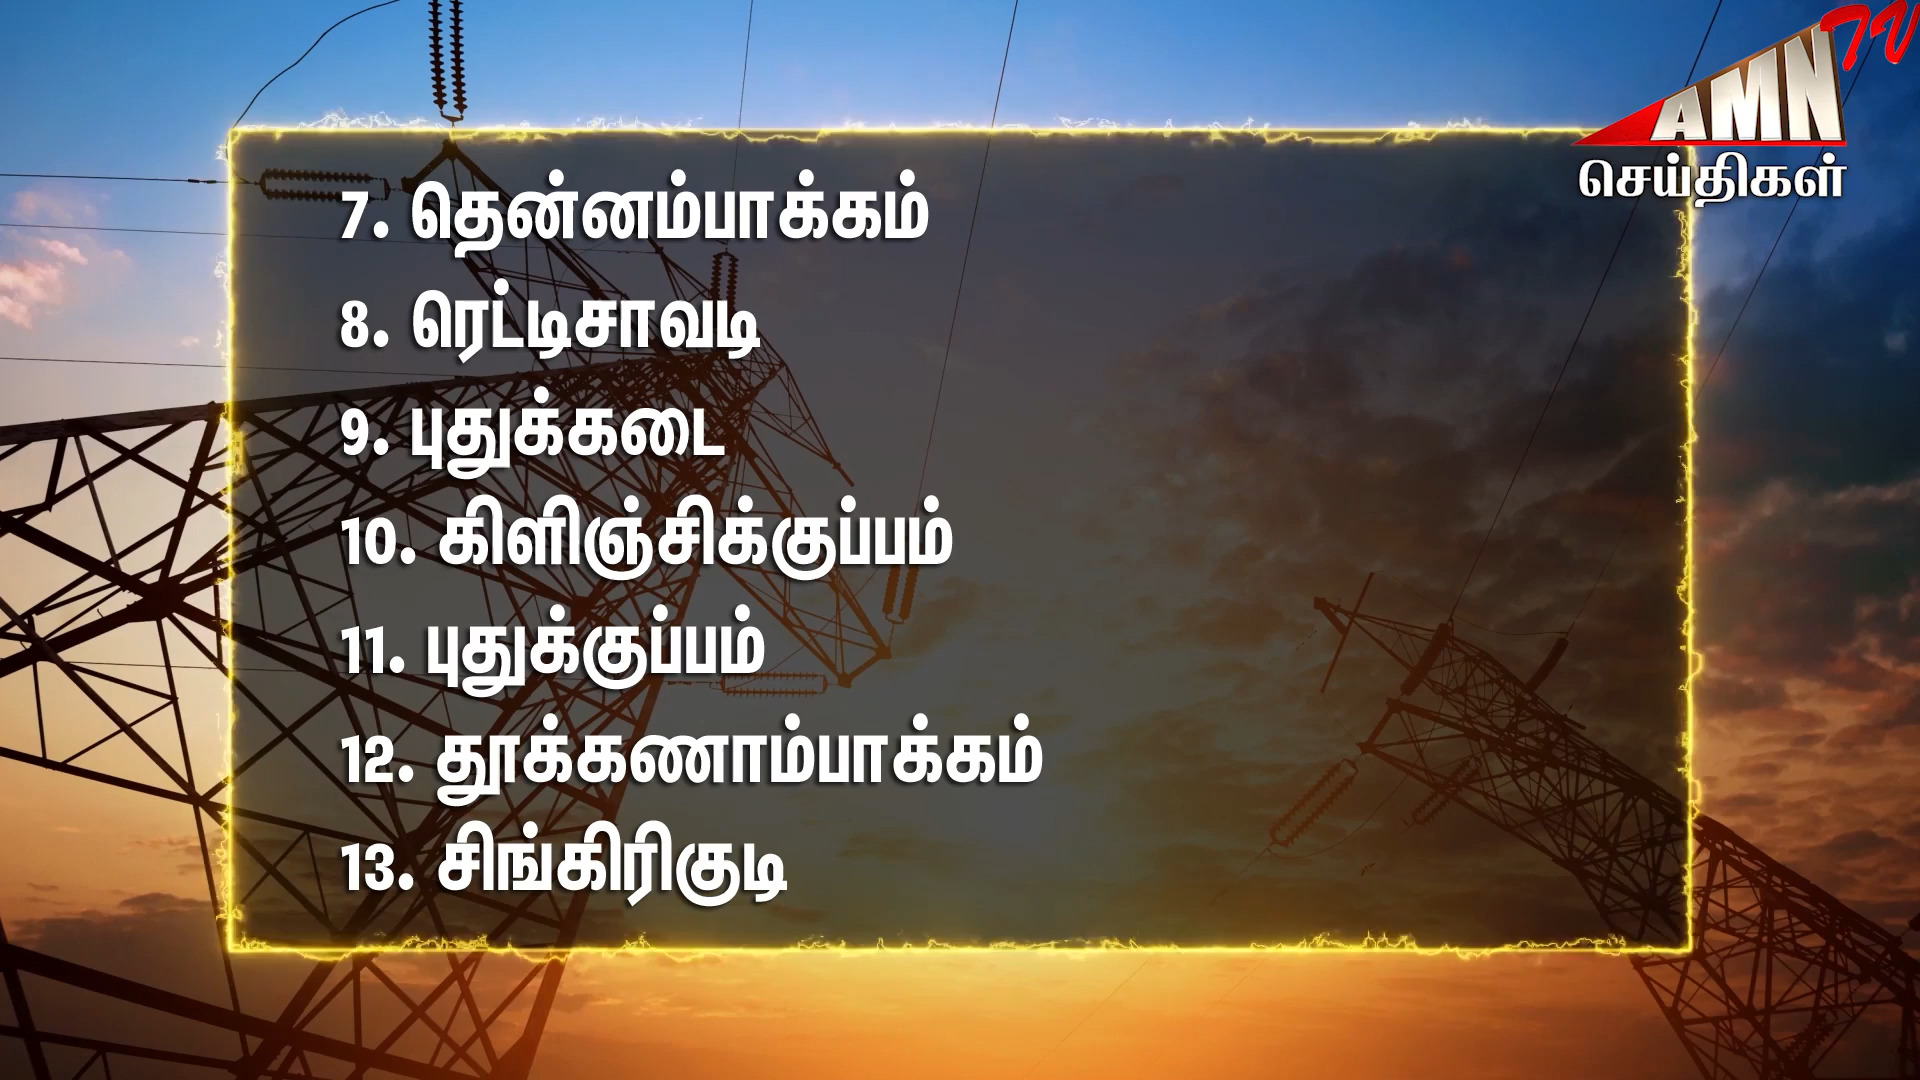 AMN TV
செய்திகள்
7. தென்னம்பாக்கம்
8. ரெட்டிசாவடி
9. புதுக்கடை
10. கிளிஞ்சிக்குப்பம்
11. புதுக்குப்பம்
12. தூக்கணாம்பாக்கம்
13. சிங்கிரிகுடி